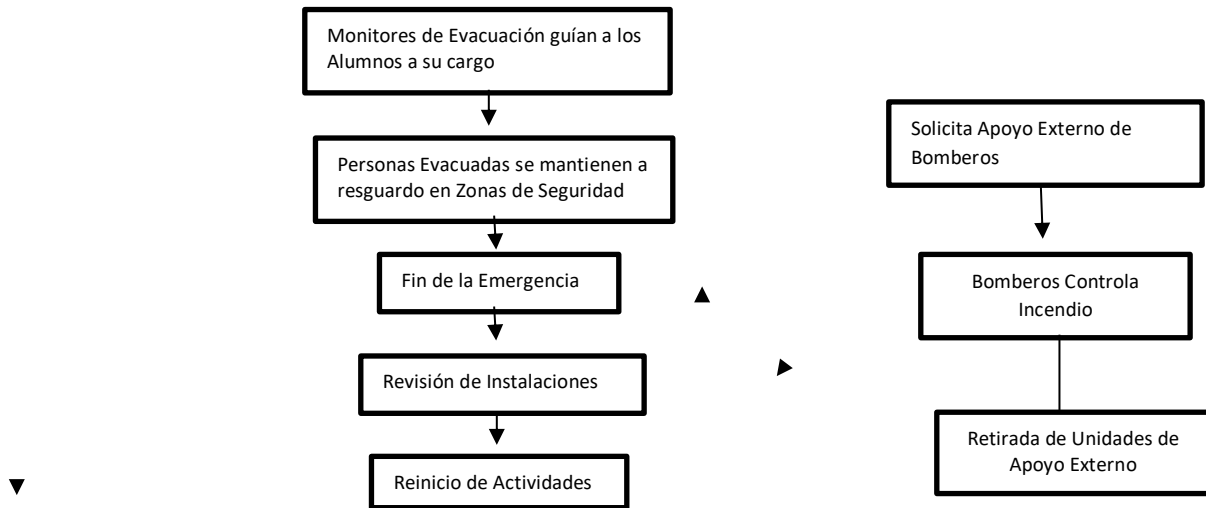 Monitores de Evacuación guían a los
Alumnos a su cargo
Personas Evacuadas se mantienen a
resguardo en Zonas de Seguridad
Fin de la Emergencia
Revisión de Instalaciones
Reinicio de Actividades
Solicita Apoyo Externo de
Bomberos
Bomberos Controla
Incendio
Retirada de Unidades de
Apoyo Externo